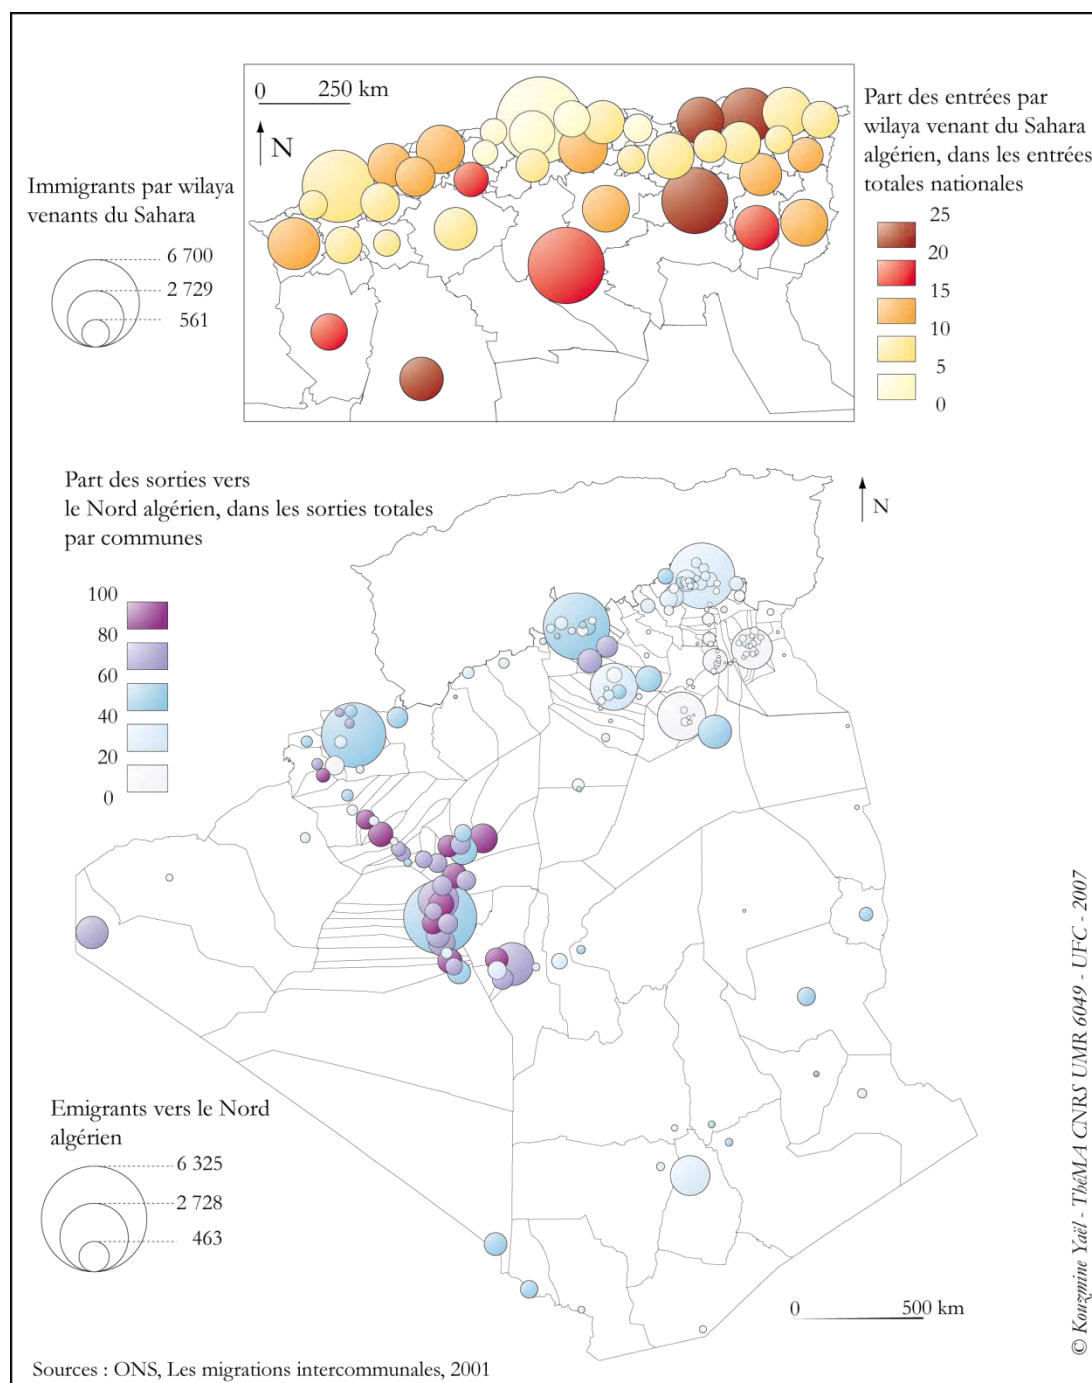 0 250 km
N
Immigrants par wilaya
venants du Sahara
6 700
2 729
561
Part des entrées par
wilaya venant du Sahara
algérien, dans les entrées
totales nationales
25
20
15
10
5
0
Part des sorties vers
le Nord algérien, dans les sorties totales
par communes
100
80
60
40
20
0
N
Emigrants vers le Nord
algérien
6 325
2 728
463
0 500 km
Sources : ONS, Les migrations intercommunales, 2001
© Kouzmine Yaël - ThéMA CNRS UMR 6049 - UFC - 2007